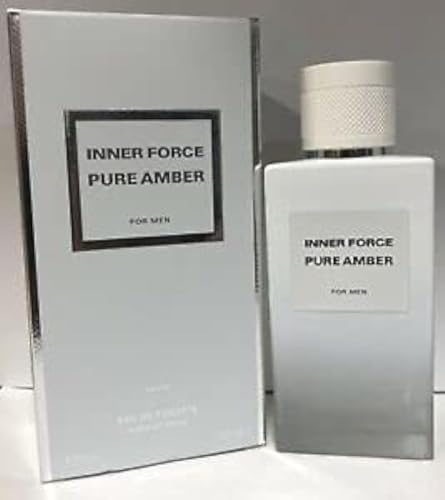 INNER FORCE
PURE AMBER
FOR MEN
EAU DE TOILETTE
INNER FORCE
PURE AMBER
FOR MEN